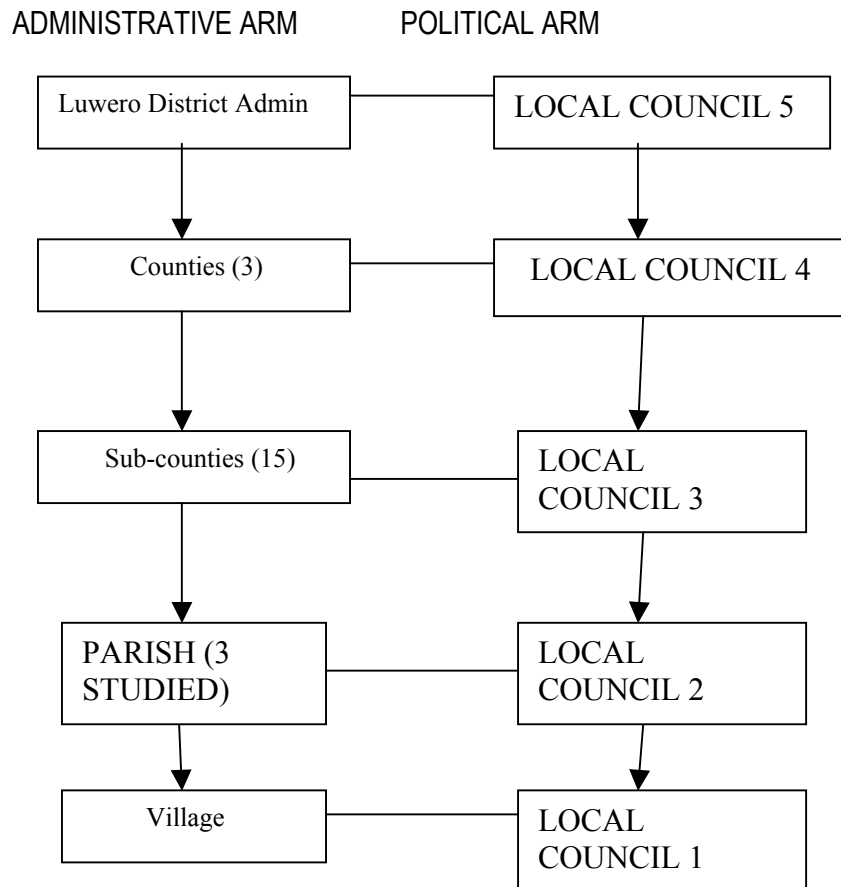 ADMINISTRATIVE ARM
POLITICAL ARM
Luwero District Admin
LOCAL COUNCIL 5
Counties (3)
LOCAL COUNCIL 4
Sub-counties (15)
LOCAL
COUNCIL 3
PARISH (3
STUDIED)
LOCAL
COUNCIL 2
Village
LOCAL
COUNCIL 1